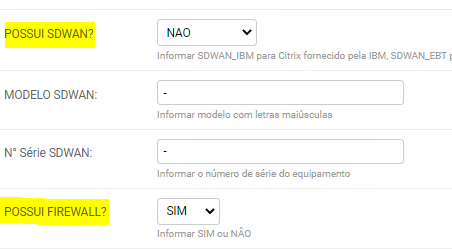 POSSUI SDWAN?
NAO
Informar SDWAN_IBM para Citrix fornecido pela IBM, SDWAN_EBT
MODELO SDWAN:
-
Informar modelo com letras maiúsculas
N° Série SDWAN:
-
Informar o número de série do equipamento
POSSUI FIREWALL?
SIM
Informar SIM ou NÂO